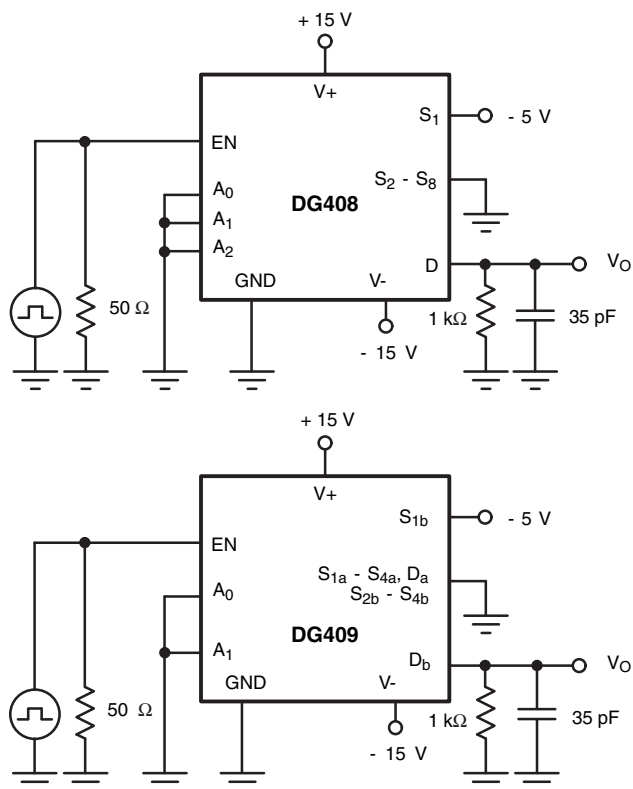 + 15 V
V+
S1
- 5 V
EN
S2 - S8
A0
DG408
A1
A2
D
VO
GND
V-
50 Ω
1 kΩ
35 pF
- 15 V
+ 15 V
V+
S1b
- 5 V
EN
S1a - S4a, Da
A0
S2b - S4b
DG409
A1
Db
VO
GND
V-
50 Ω
1 kΩ
35 pF
- 15 V